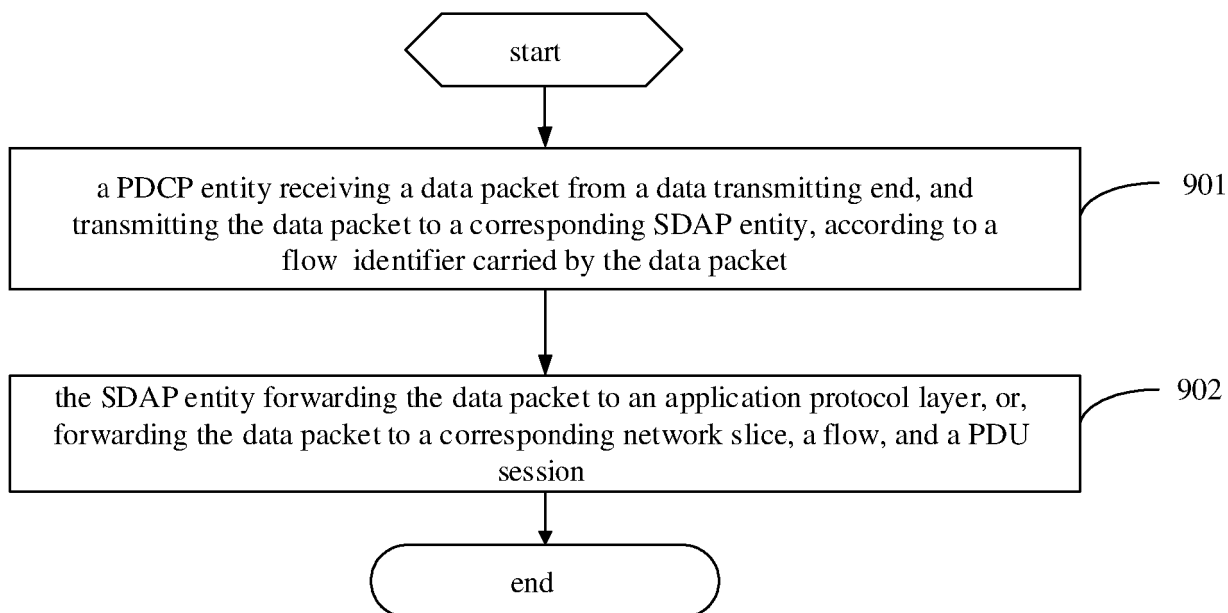 start
a PDCP entity receiving a data packet from a data transmitting end, and
transmitting the data packet to a corresponding SDAP entity, according to a
flow identifier carried by the data packet
901
the SDAP entity forwarding the data packet to an application protocol layer, or,
forwarding the data packet to a corresponding network slice, a flow, and a PDU
session
902
end